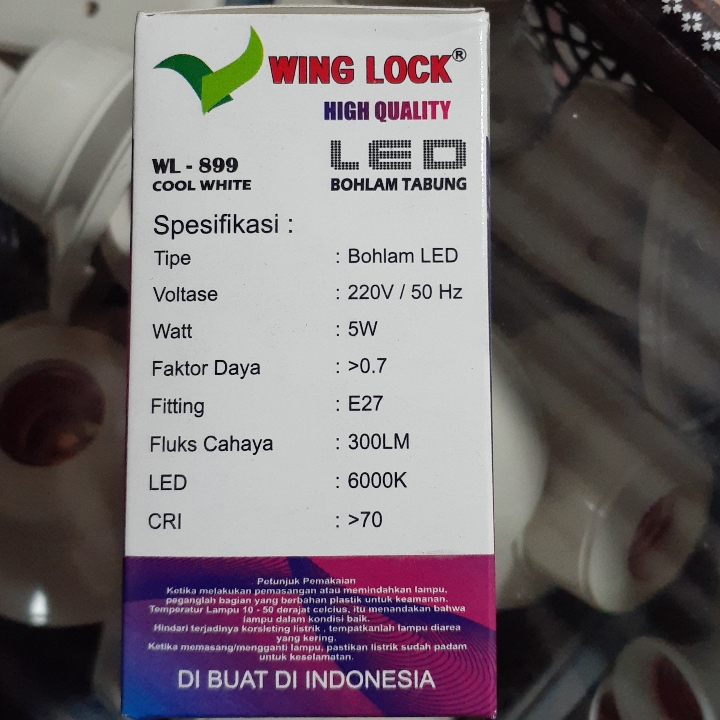 WING LOCK®
HIGH QUALITY
WL - 899
COOL WHITE
LED
BOHLAM TABUNG
Spesifikasi :
Tipe : Bohlam LED
Voltase : 220V / 50 Hz
Watt : 5W
Faktor Daya : >0.7
Fitting : E27
Fluks Cahaya : 300LM
LED : 6000K
CRI : >70
Petunjuk Pemakaian
Ketika melakukan pemasangan atau memindahkan lampu,
peganglah bagian yang berbahan plastik untuk keamanan.
Temperatur Lampu 10 - 50 derajat celcius, itu menandakan bahwa
lampu dalam kondisi baik.
Hindari terjadinya korsleting listrik , tempatkanlah lampu diarea
yang kering.
Ketika memasang/mengganti lampu, pastikan listrik sudah padam
untuk keselamatan.
DI BUAT DI INDONESIA